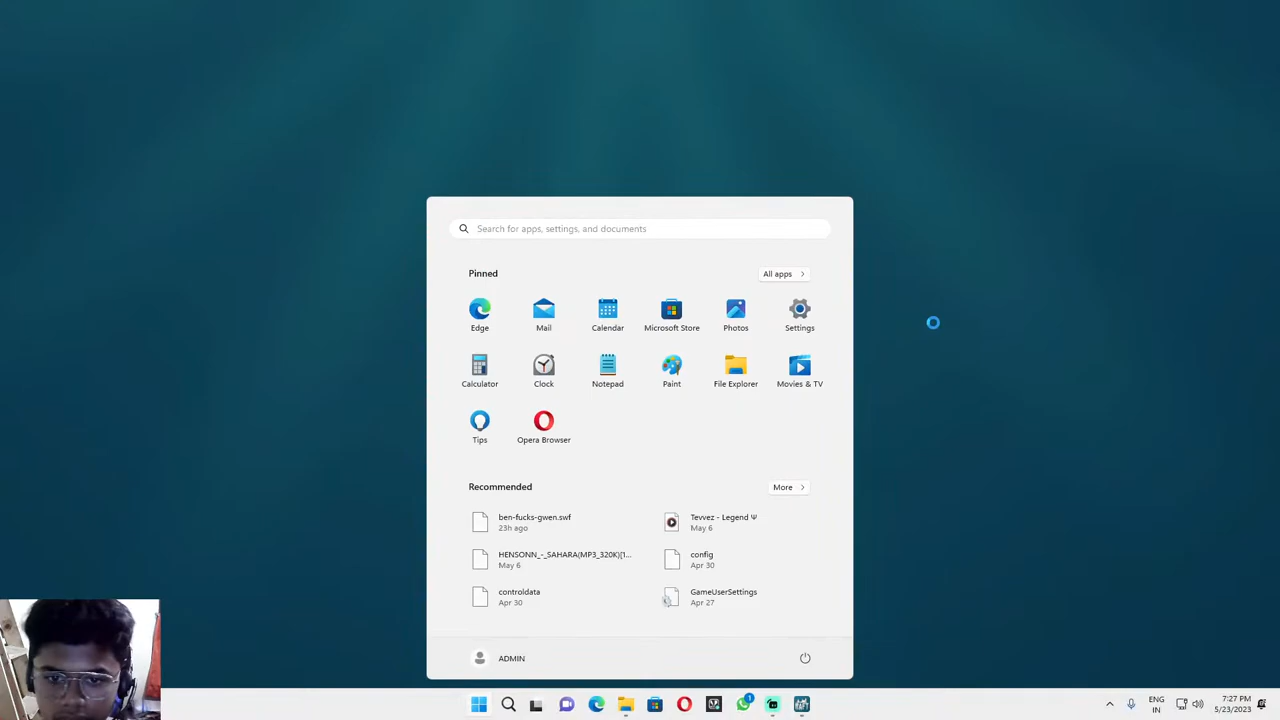 Search for apps, settings, and documents
Pinned
All apps
Edge
Mail
Calendar
Microsoft Store
Photos
Settings
Calculator
Clock
Notepad
Paint
File Explorer
Movies & TV
Tips
Opera Browser
Recommended
More
ben-fucks-gwen.swf
23h ago
Tevvez - Legend Ψ
May 6
HENSONN_-_SAHARA(MP3_320K)[1...
May 6
config
Apr 30
controldata
Apr 30
GameUserSettings
Apr 27
ADMIN
1
ENG
IN
7:27 PM
5/23/2023